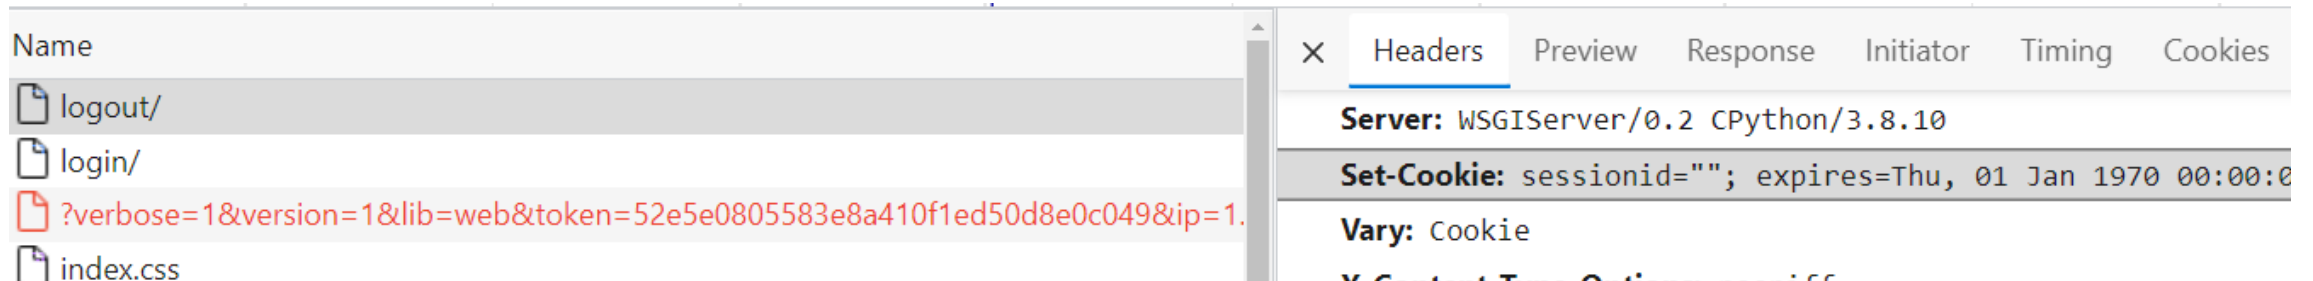 Name
logout/
login/
?verbose=1&version=1&lib=web&token=52e5e0805583e8a410f1ed50d8e0c049&ip=1.
index.css
Headers Preview Response Initiator Timing Cookies
Server: WSGIServer/0.2 CPython/3.8.10
Set-Cookie: sessionid=""; expires=Thu, 01 Jan 1970 00:00:0
Vary: Cookie